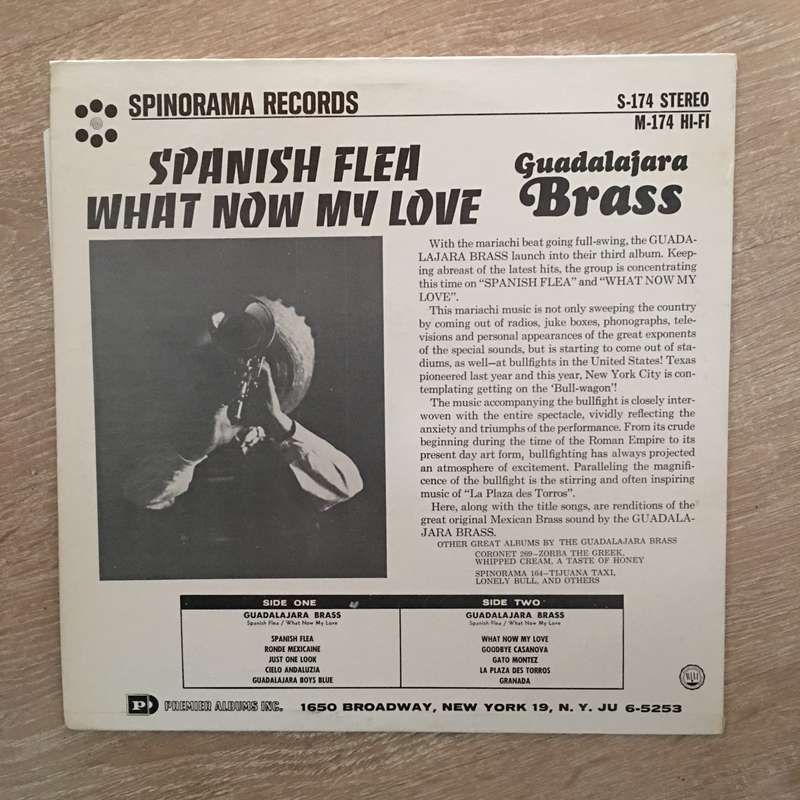 SPINORAMA RECORDS
S-174 STEREO
M-174 HI-FI
SPANISH FLEA
WHAT NOW MY LOVE
Guadalajara
Brass
With the mariachi beat going full-swing, the GUADA-
LAJARA BRASS launch into their third album. Keep-
ing abreast of the latest hits, the group is concentrating
this time on "SPANISH FLEA" and "WHAT NOW MY
LOVE".
This mariachi music is not only sweeping the country
by coming out of radios, juke boxes, phonographs, tele-
visions and personal appearances of the great exponents
of the special sounds, but is starting to come out of sta-
diums, as well—at bullfights in the United States! Texas
pioneered last year and this year, New York City is con-
templating getting on the 'Bull-wagon'!
The music accompanying the bullfight is closely inter-
woven with the entire spectacle, vividly reflecting the
anxiety and triumphs of the performance. From its crude
beginning during the time of the Roman Empire to its
present day art form, bullfighting has always projected
an atmosphere of excitement. Paralleling the magnifi-
cence of the bullfight is the stirring and often inspiring
music of "La Plaza des Torros".
Here, along with the title songs, are renditions of the
great original Mexican Brass sound by the GUADALA-
JARA BRASS.
OTHER GREAT ALBUMS BY THE GUADALAJARA BRASS
CORONET 269—ZORBA THE GREEK,
WHIPPED CREAM, A TASTE OF HONEY
SPINORAMA 164—TIJUANA TAXI,
LONELY BULL, AND OTHERS
SIDE ONE
GUADALAJARA BRASS
Spanish Flea / What Now My Love
SPANISH FLEA
RONDE MEXICAINE
JUST ONE LOOK
CIELO ANDALUZIA
GUADALAJARA BOYS BLUE
SIDE TWO
GUADALAJARA BRASS
Spanish Flea / What Now My Love
WHAT NOW MY LOVE
GOODBYE CASANOVA
GATO MONTEZ
LA PLAZA DES TORROS
GRANADA
PD PREMIER ALBUMS INC. 1650 BROADWAY, NEW YORK 19, N. Y. JU 6-5253